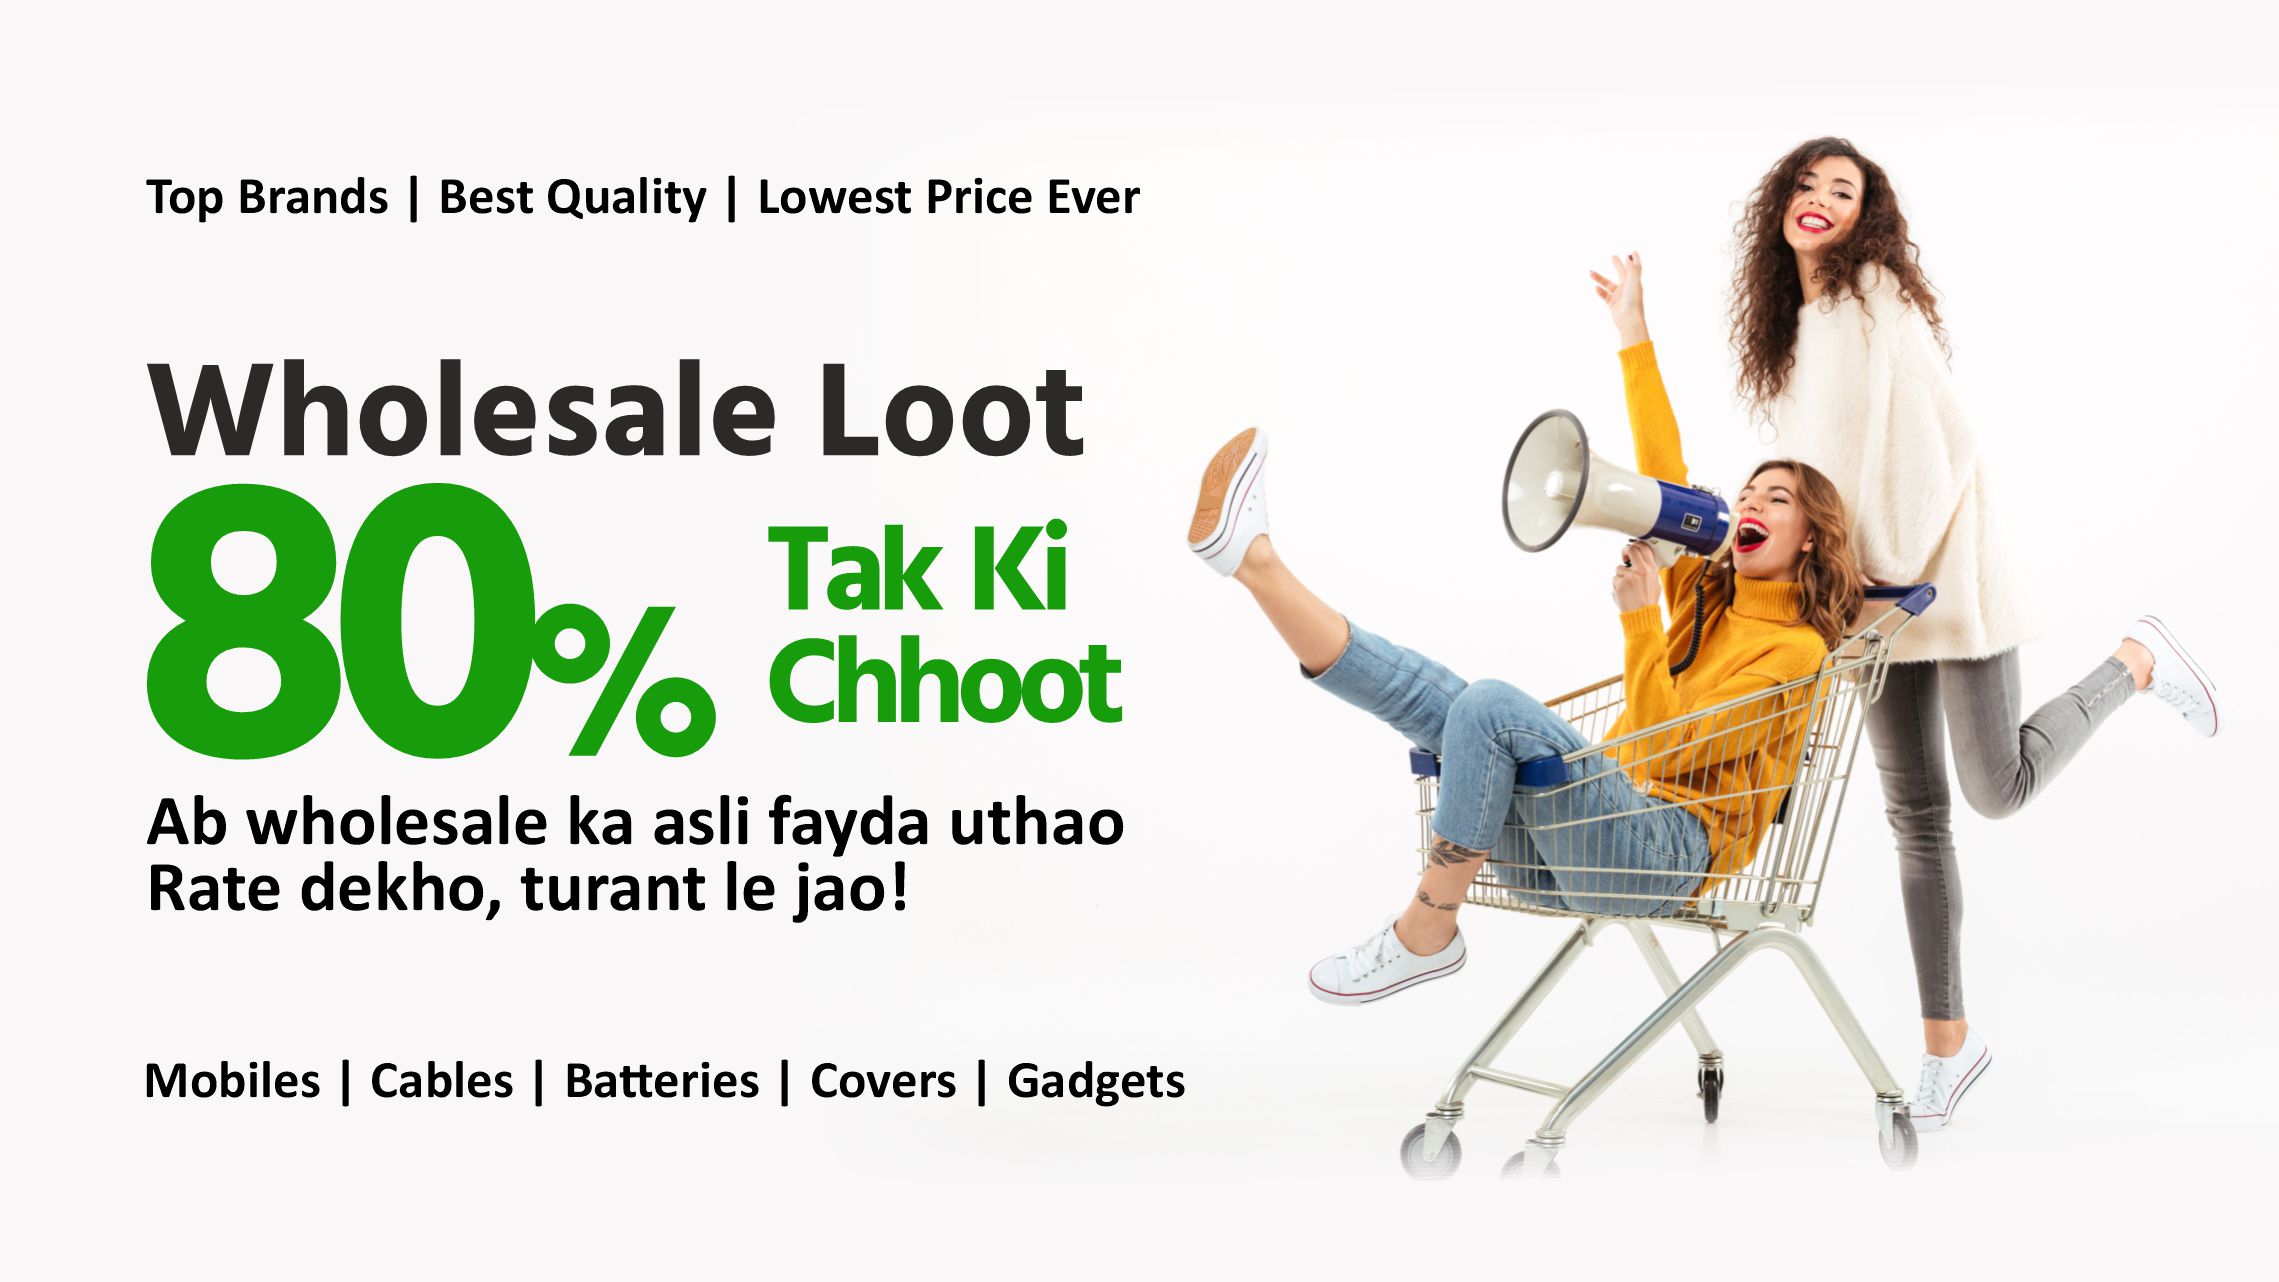 Top Brands | Best Quality | Lowest Price Ever
Wholesale Loot
80% Tak Ki
Chhoot
Ab wholesale ka asli fayda uthao
Rate dekho, turant le jao!
Mobiles | Cables | Batteries | Covers | Gadgets